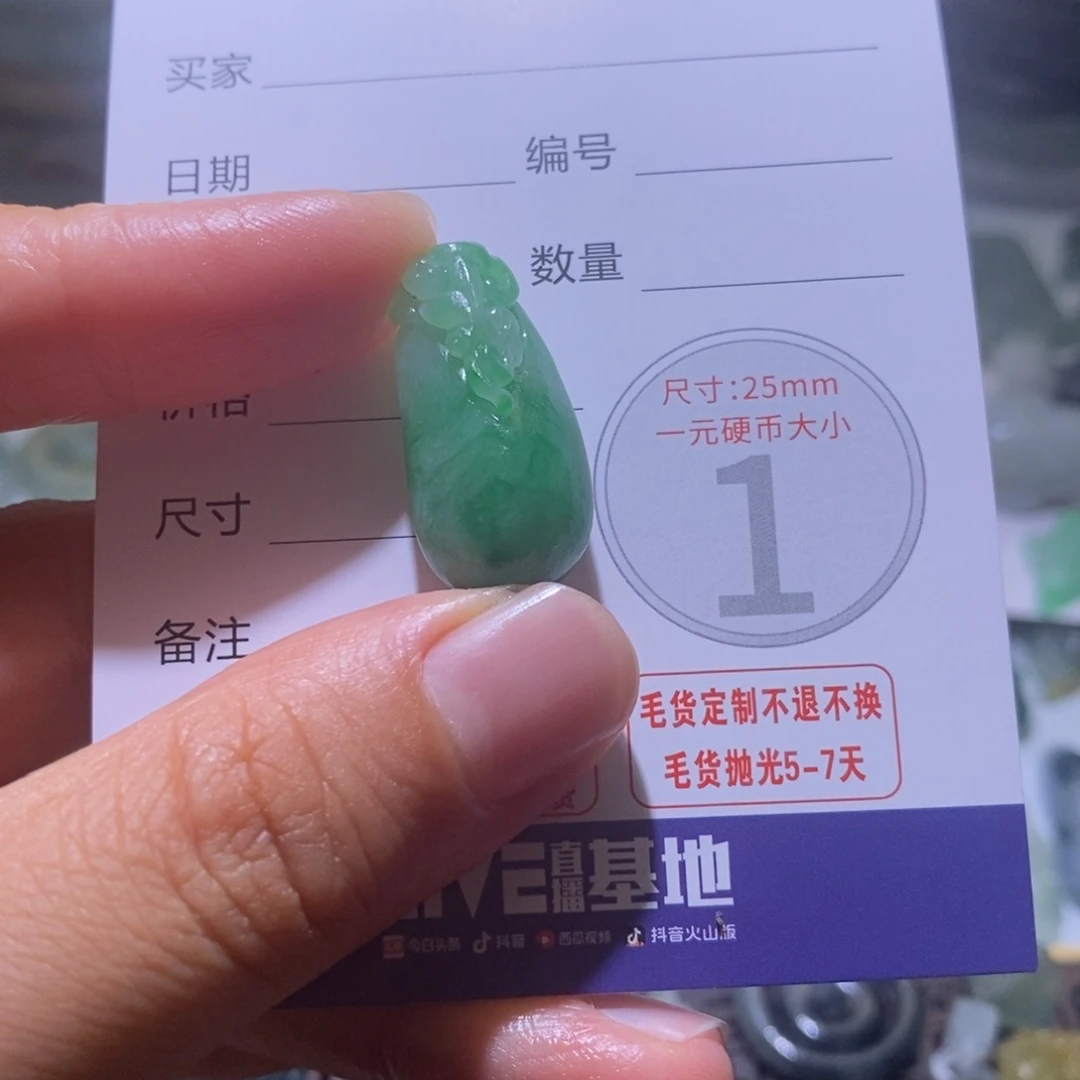 买家
日期
编号
数量
价格
尺寸
备注
尺寸:25mm
一元硬币大小
1
毛货定制不退不换
毛货抛光5-7天
直播基地
今日头条 抖音 西瓜视频 抖音火山版